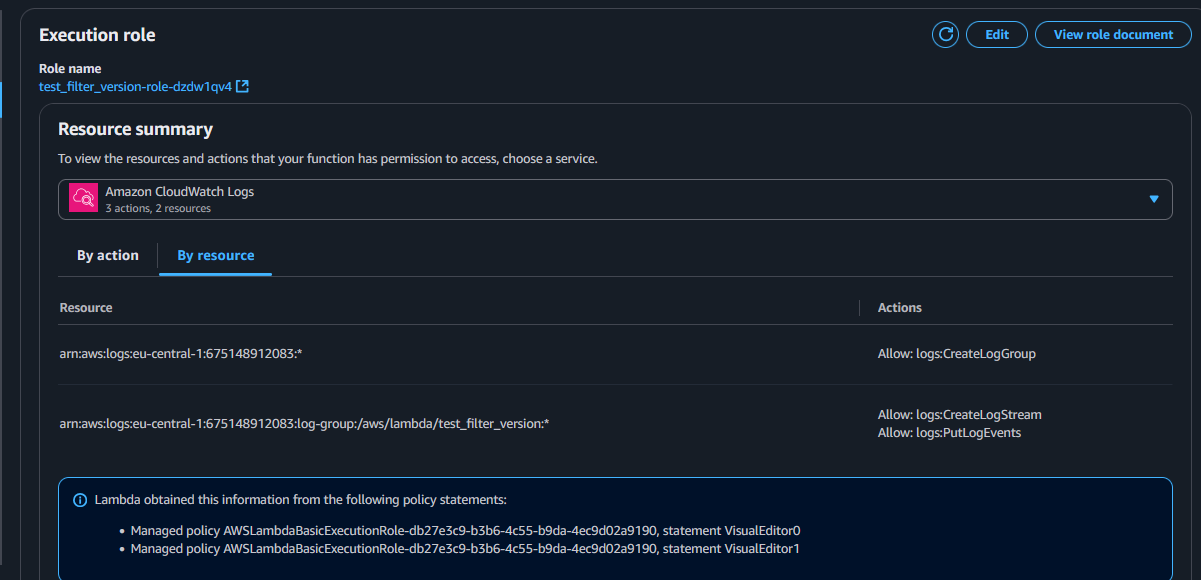 Execution role
Edit
View role document
Role name
test_filter_version-role-dzdw1qv4
Resource summary
To view the resources and actions that your function has permission to access, choose a service.
Amazon CloudWatch Logs
3 actions, 2 resources
By action
By resource
Resource
Actions
arn:aws:logs:eu-central-1:675148912083:*
Allow: logs:CreateLogGroup
arn:aws:logs:eu-central-1:675148912083:log-group:/aws/lambda/test_filter_version:*
Allow: logs:CreateLogStream
Allow: logs:PutLogEvents
Lambda obtained this information from the following policy statements:
• Managed policy AWSLambdaBasicExecutionRole-db27e3c9-b3b6-4c55-b9da-4ec9d02a9190, statement VisualEditor0
• Managed policy AWSLambdaBasicExecutionRole-db27e3c9-b3b6-4c55-b9da-4ec9d02a9190, statement VisualEditor1